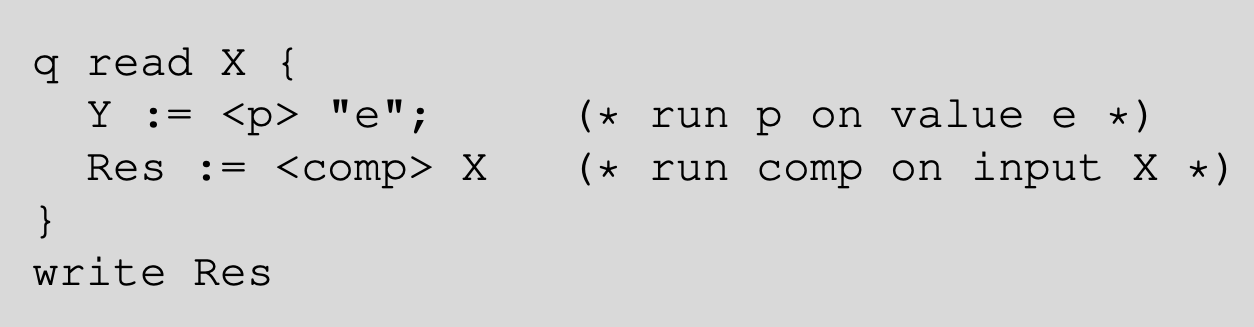 q read X {
Y := <p> "e"; (* run p on value e *)
Res := <comp> X (* run comp on input X *)
}
write Res